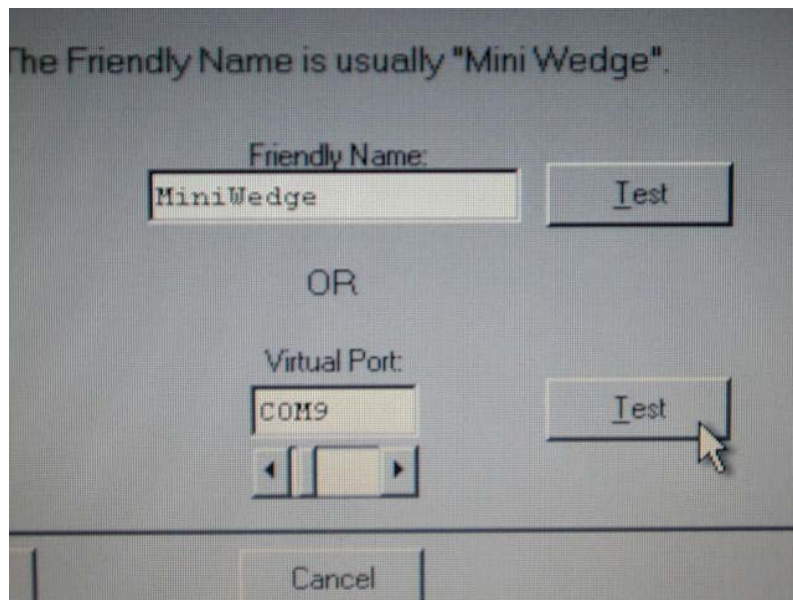 The Friendly Name is usually "Mini Wedge".
Friendly Name:
MiniWedge
Test
OR
Virtual Port:
COM9
Test
Cancel